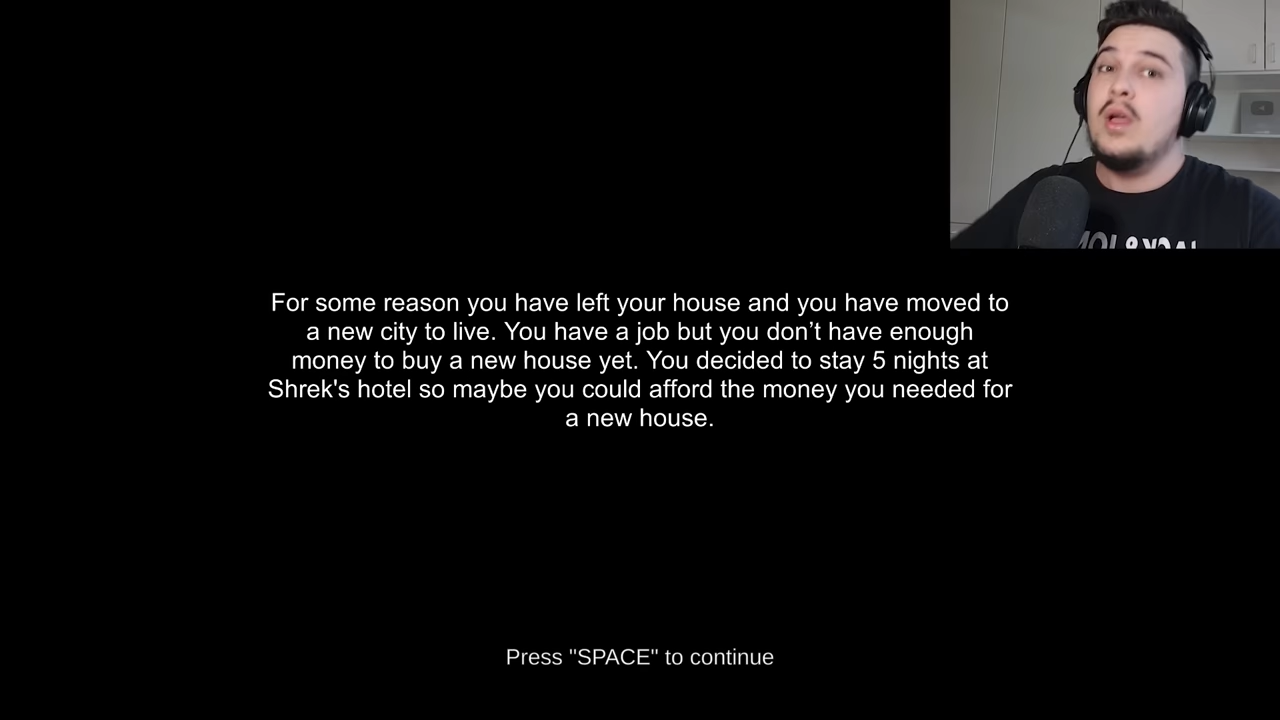 For some reason you have left your house and you have moved to
a new city to live. You have a job but you don’t have enough
money to buy a new house yet. You decided to stay 5 nights at
Shrek's hotel so maybe you could afford the money you needed for
a new house.
Press "SPACE" to continue